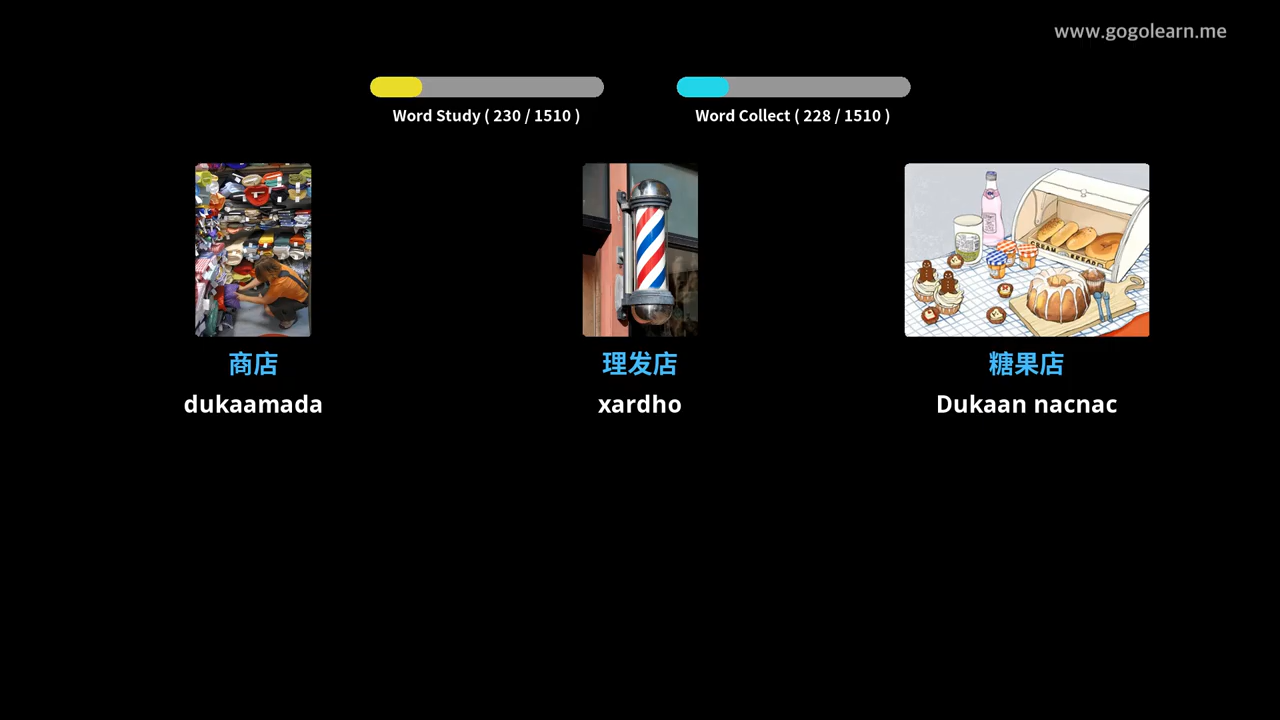 www.gogolearn.me
Word Study ( 230 / 1510 )
Word Collect ( 228 / 1510 )
商店
理发店
糖果店
dukaamada
xardho
Dukaan nacnac